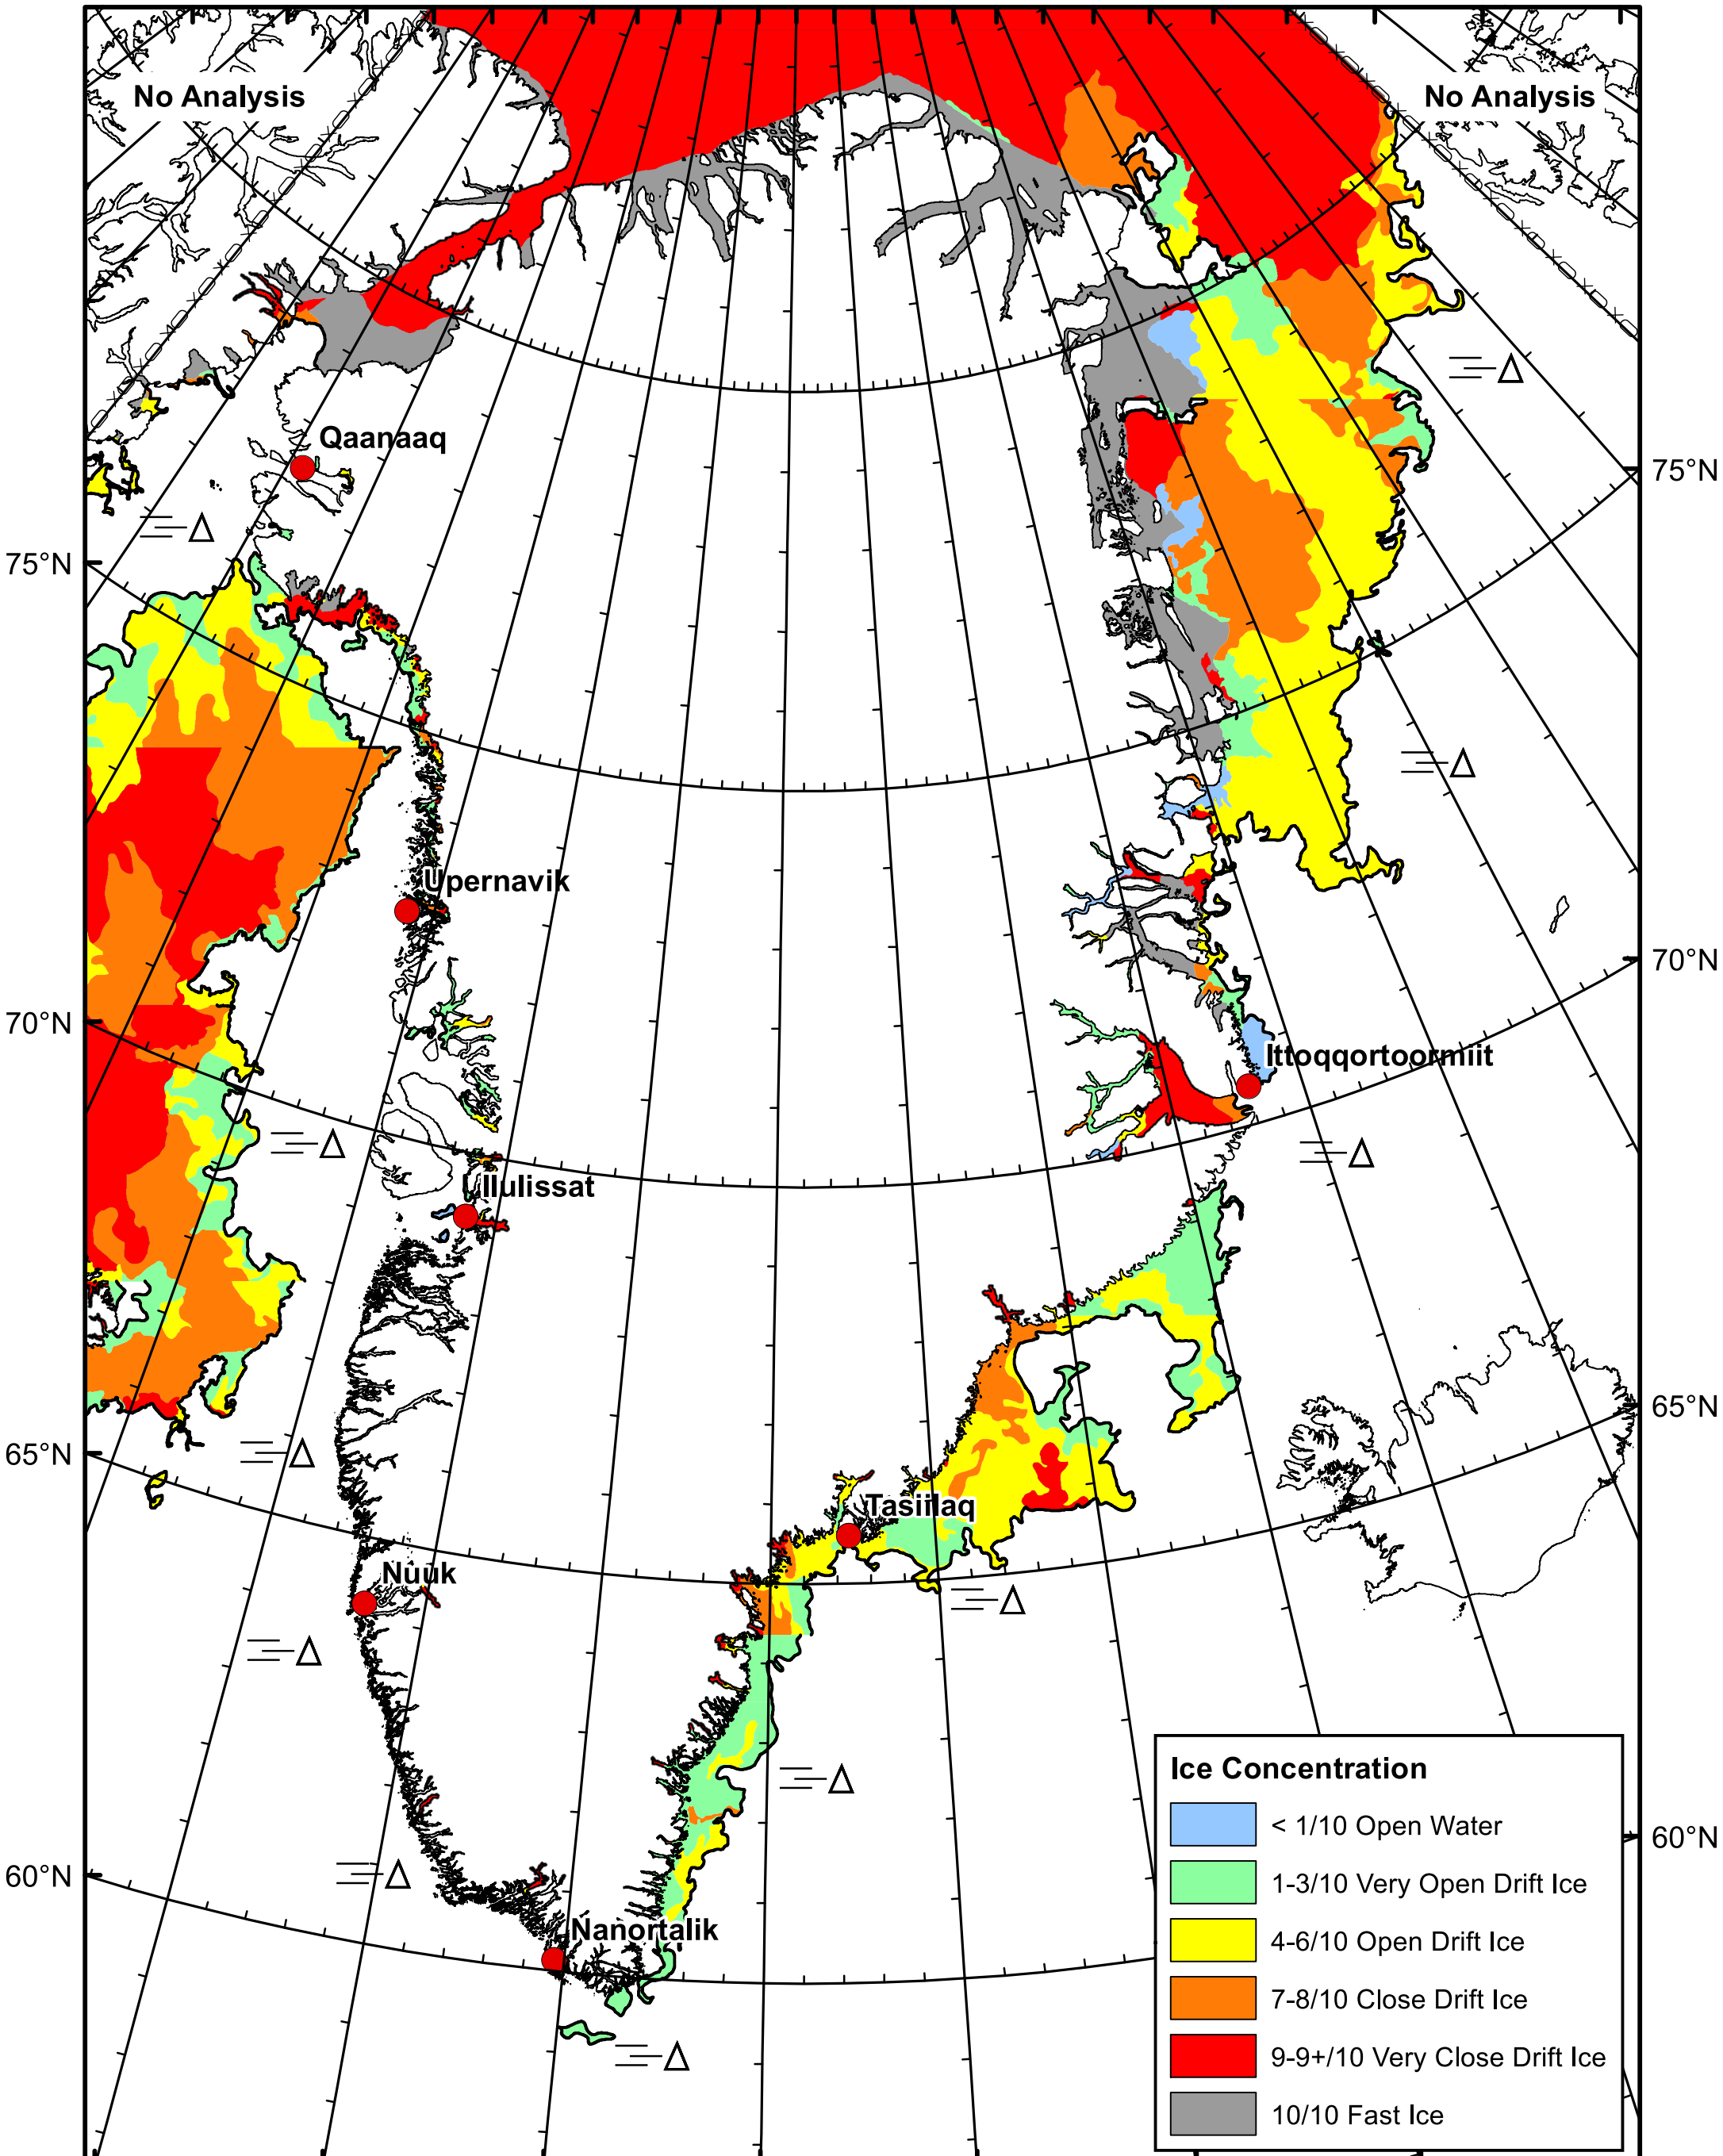 No Analysis
No Analysis
Qaanaaq
75°N
75°N
Upernavik
70°N
70°N
Ittoqqortoormiit
Ilulissat
65°N
65°N
Tasiilaq
Nuuk
60°N
60°N
Nanortalik
Ice Concentration
< 1/10 Open Water
1-3/10 Very Open Drift Ice
4-6/10 Open Drift Ice
7-8/10 Close Drift Ice
9-9+/10 Very Close Drift Ice
10/10 Fast Ice